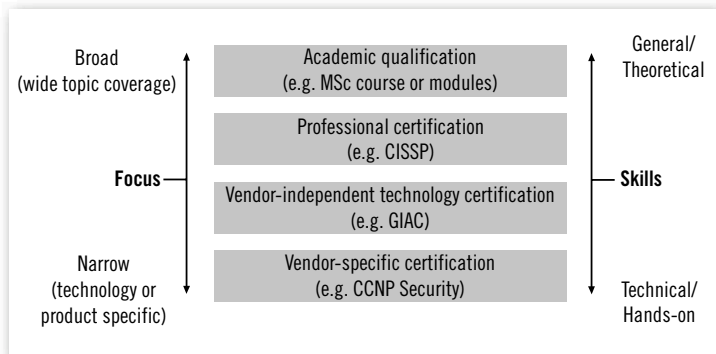 Broad
(wide topic coverage)
Academic qualification
(e.g. MSc course or modules)
General/
Theoretical
Professional certification
(e.g. CISSP)
Focus
Skills
Vendor-independent technology certification
(e.g. GIAC)
Narrow
(technology or
product specific)
Vendor-specific certification
(e.g. CCNP Security)
Technical/
Hands-on